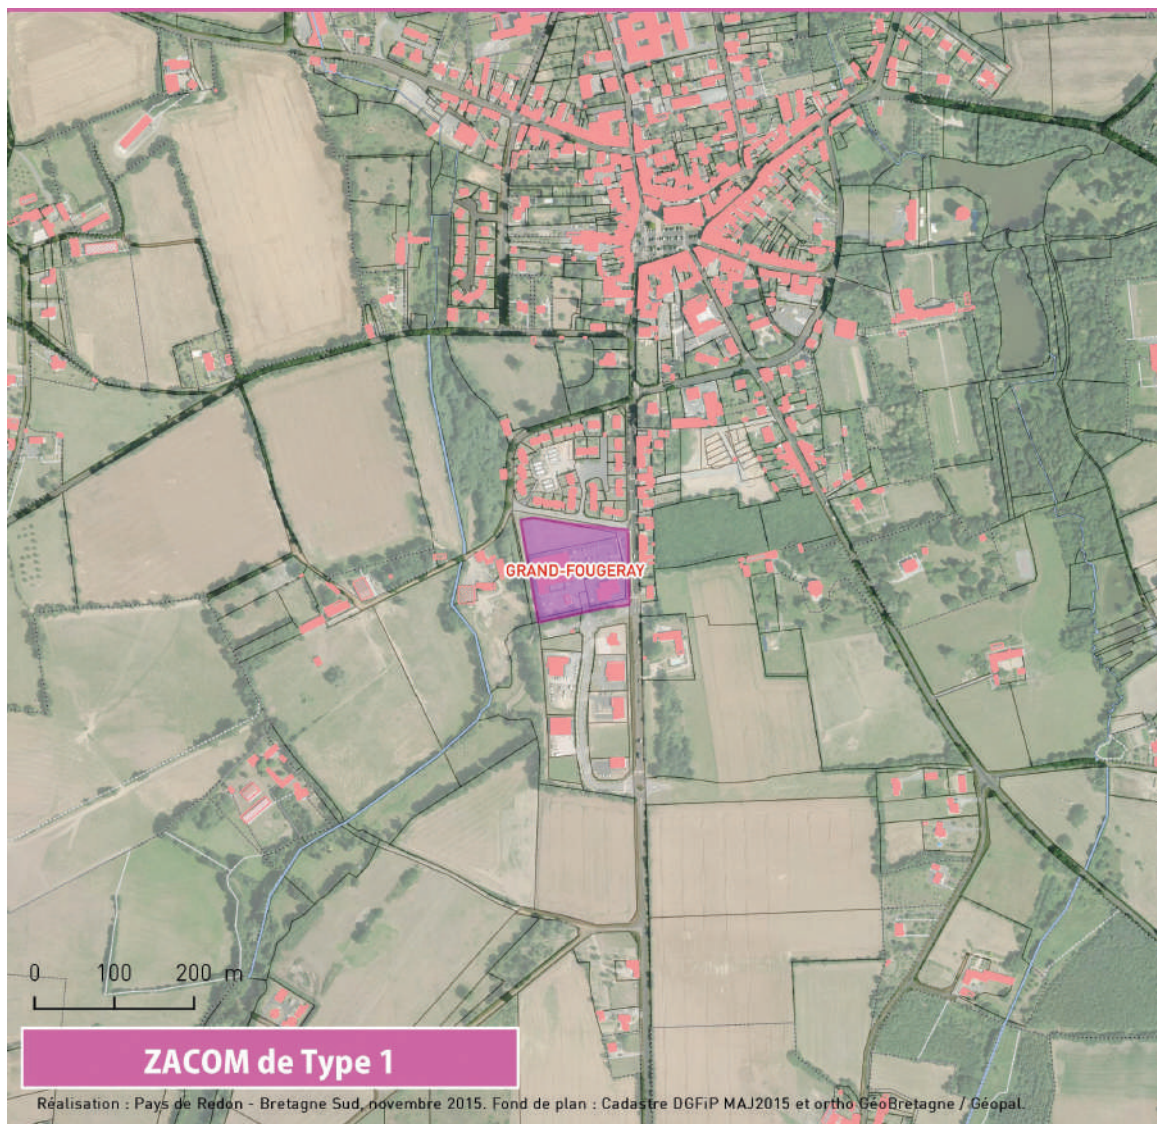 GRAND-FOUGERAY
0 100 200 m
ZACOM de Type 1
Réalisation : Pays de Redon - Bretagne Sud, novembre 2015. Fond de plan : Cadastre DGFiP MAJ2015 et ortho GéoBretagne / Géopal.